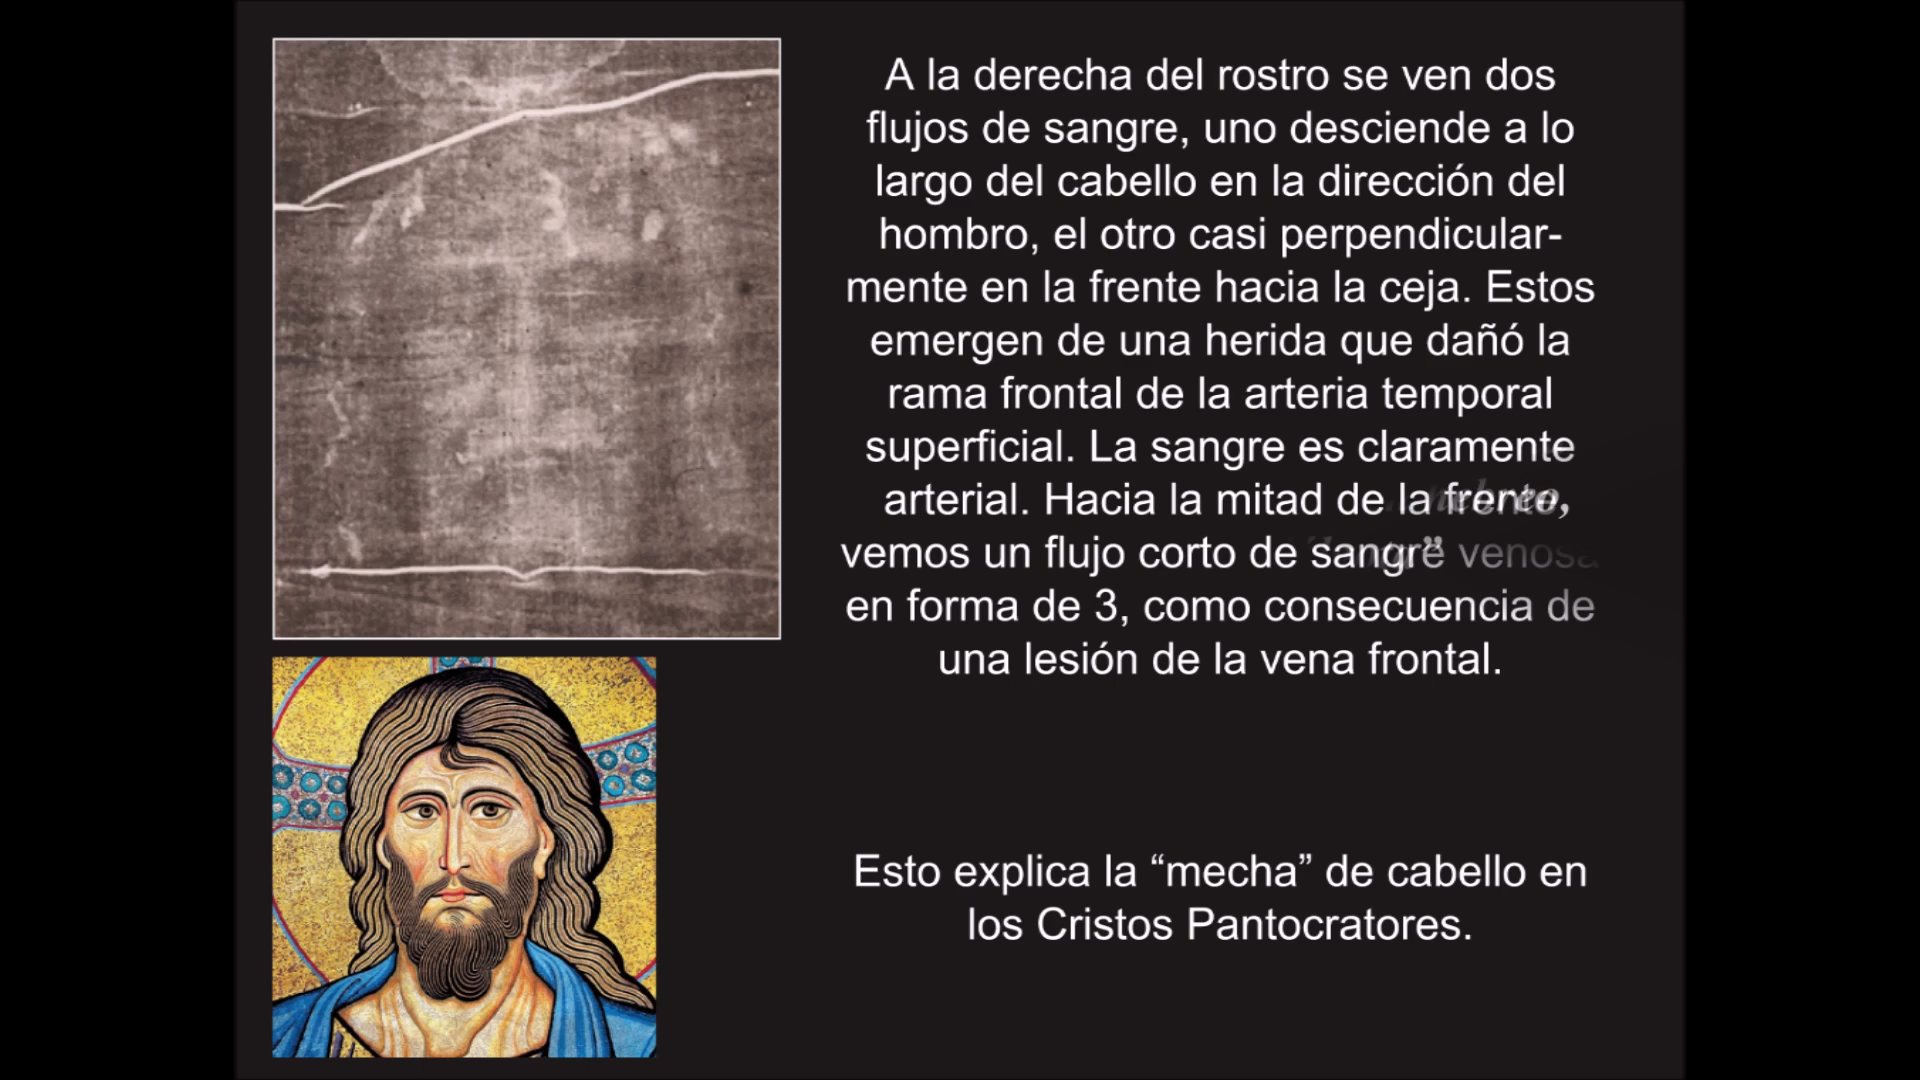 A la derecha del rostro se ven dos
flujos de sangre, uno desciende a lo
largo del cabello en la dirección del
hombro, el otro casi perpendicular-
mente en la frente hacia la ceja. Estos
emergen de una herida que dañó la
rama frontal de la arteria temporal
superficial. La sangre es claramente
arterial. Hacia la mitad de la frente,
vemos un flujo corto de sangre venosa
en forma de 3, como consecuencia de
una lesión de la vena frontal.
Esto explica la “mecha” de cabello en
los Cristos Pantocratores.